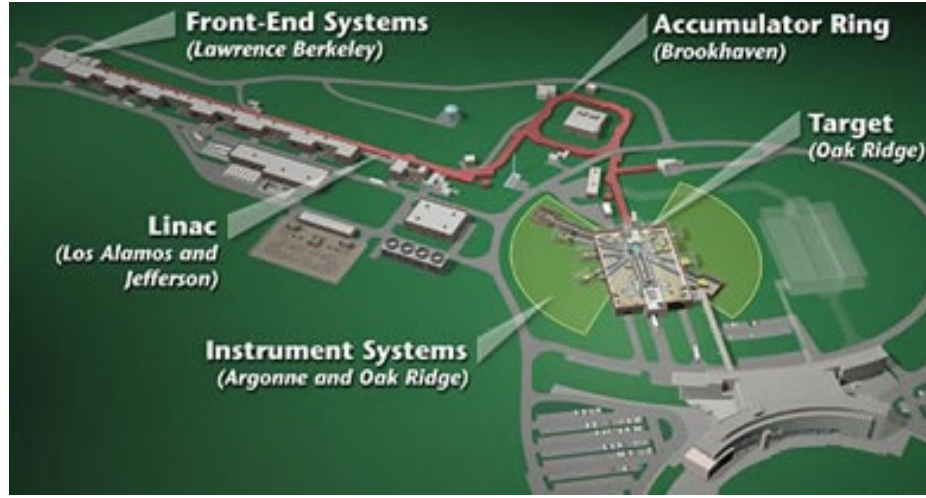 Front-End Systems
(Lawrence Berkeley)
Accumulator Ring
(Brookhaven)
Target
(Oak Ridge)
Linac
(Los Alamos and
Jefferson)
Instrument Systems
(Argonne and Oak Ridge)